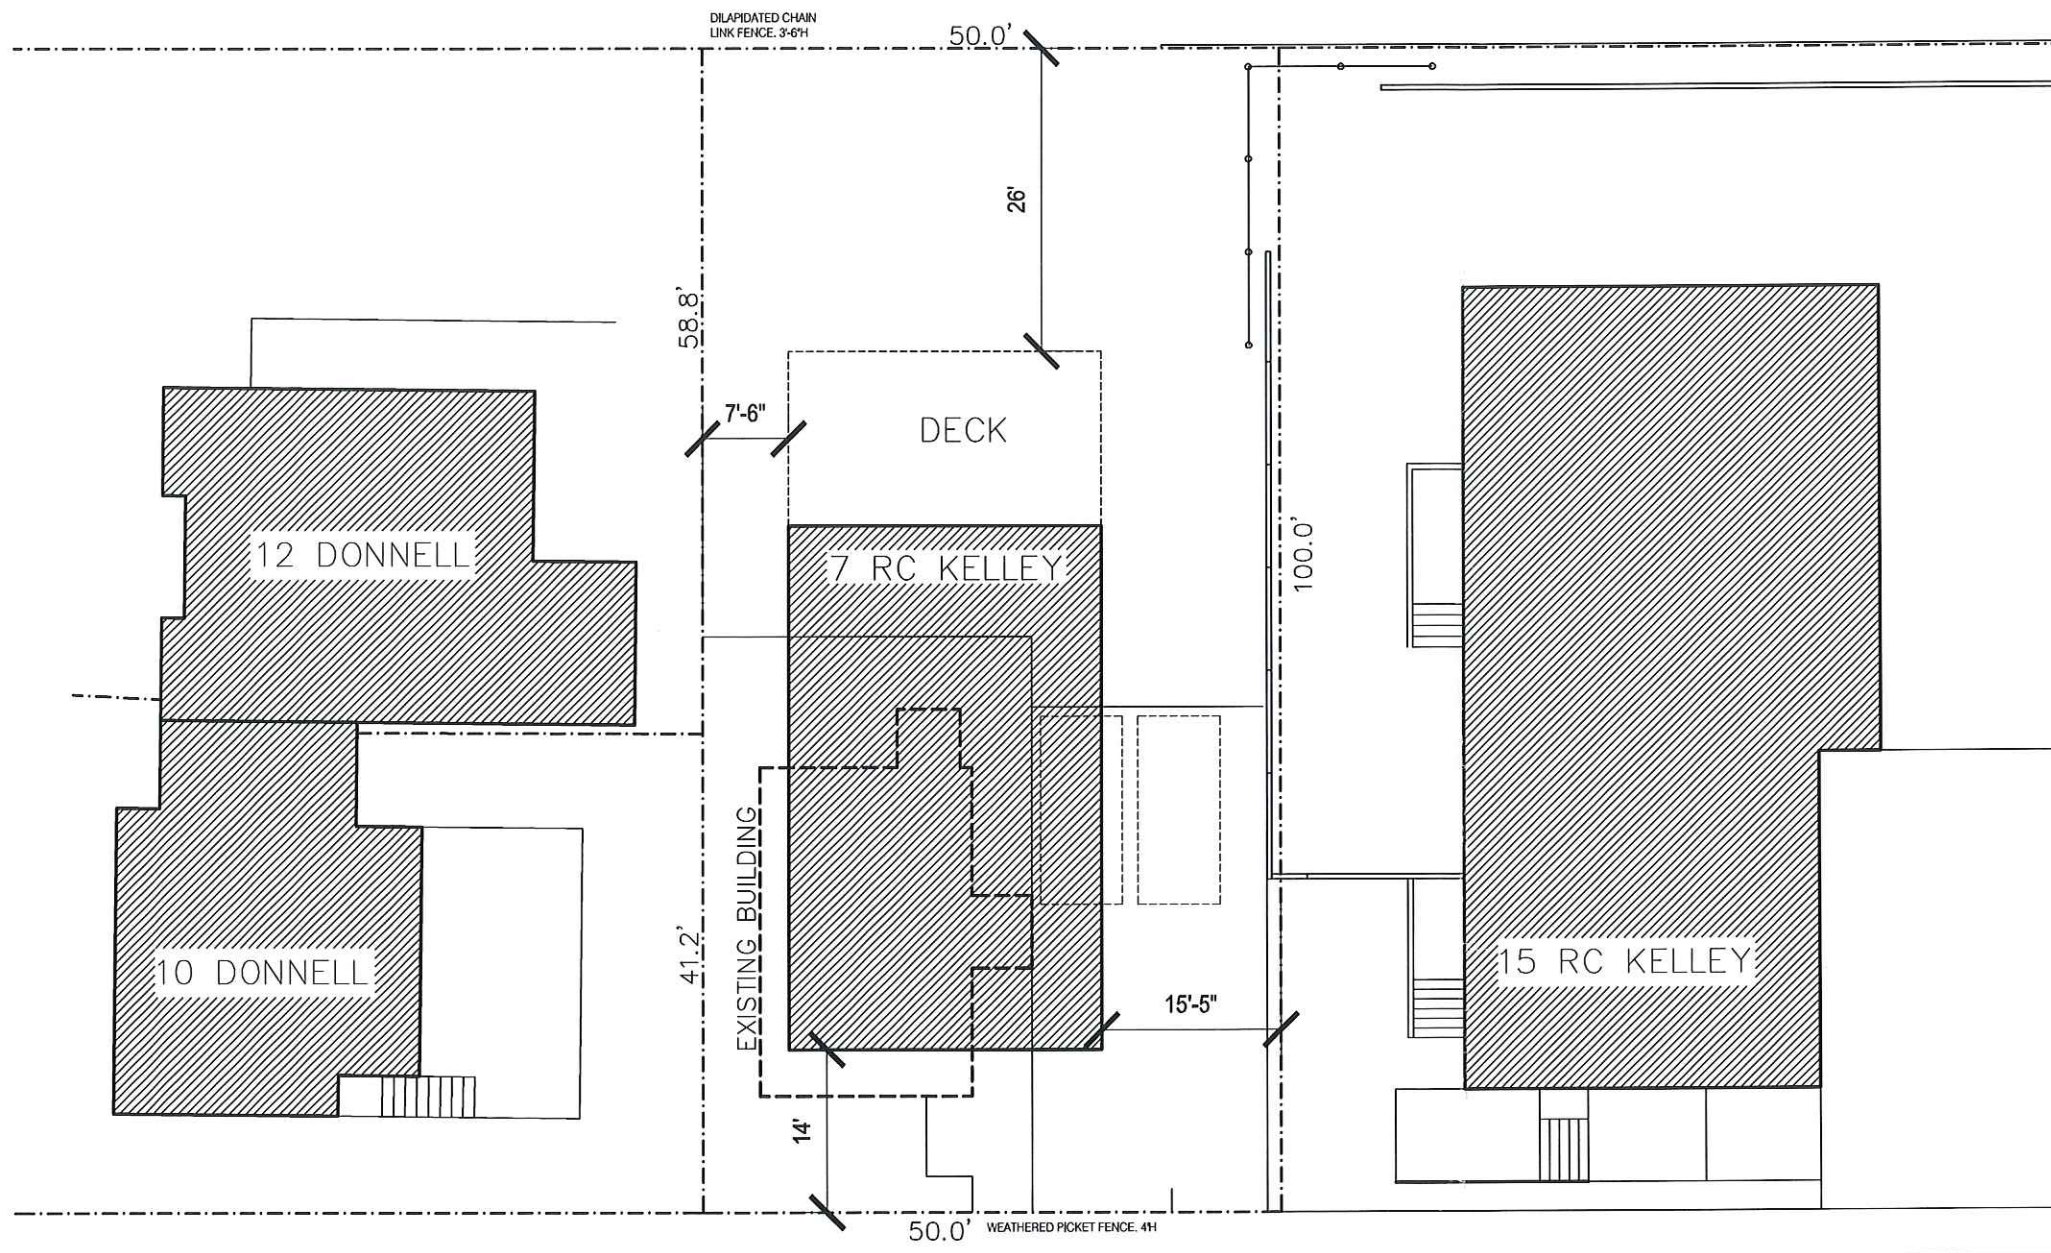 DILAPIDATED CHAIN
LINK FENCE. 3'-6"H
50.0'
26'
58.8'
7'-6"
DECK
12 DONNELL
7 RC KELLEY
100.0'
EXISTING BUILDING
41.2'
10 DONNELL
15 RC KELLEY
15'-5"
14'
50.0'
WEATHERED PICKET FENCE. 4'H